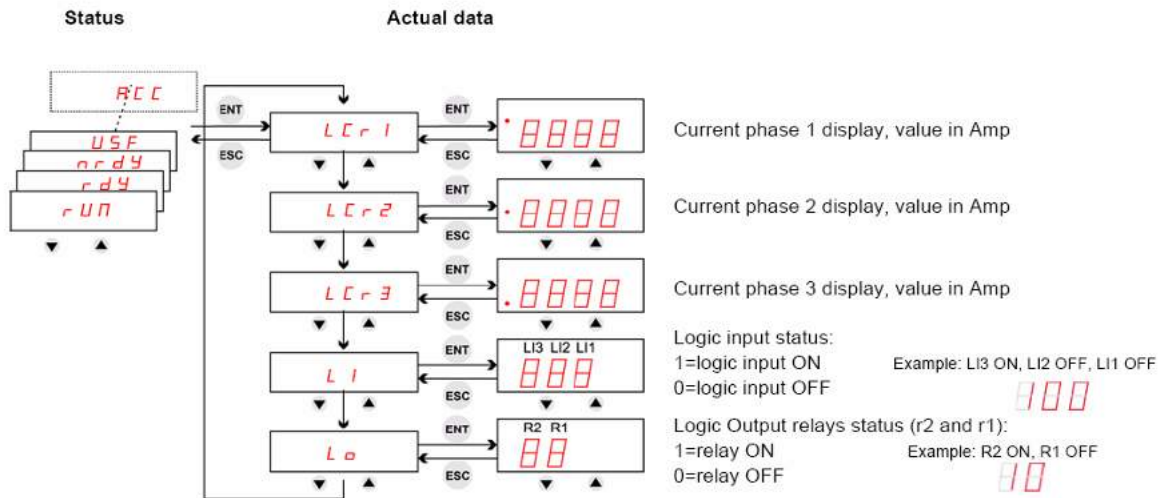 Status Actual data
ACC
ENT ENT
LCr1 8888 Current phase 1 display, value in Amp
USF
ESC ESC
nrdY
rdY
rUn
ENT
LCr2 8888 Current phase 2 display, value in Amp
ESC
ENT
LCr3 8888 Current phase 3 display, value in Amp
ESC
Logic input status:
ENT LI3 LI2 LI1 1=logic input ON Example: LI3 ON, LI2 OFF, LI1 OFF
LI 888 0=logic input OFF 100
ESC
Logic Output relays status (r2 and r1):
ENT R2 R1 1=relay ON Example: R2 ON, R1 OFF
Lo 88 0=relay OFF 10
ESC